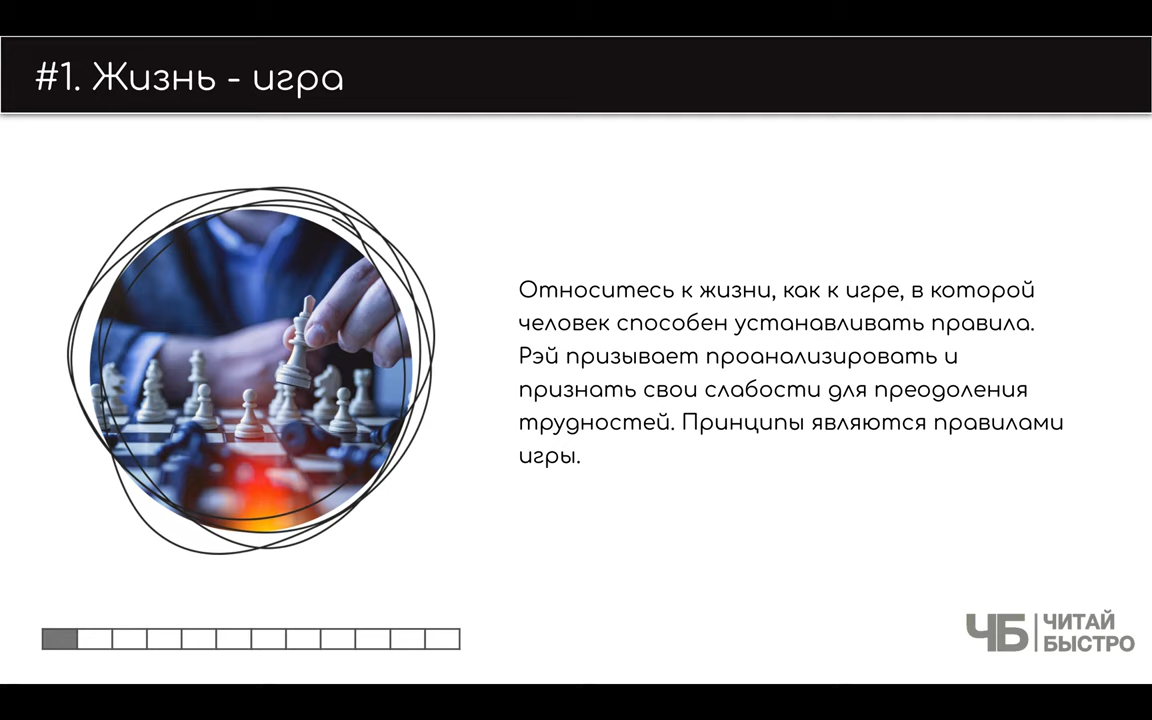 #1. Жизнь - игра
Относитесь к жизни, как к игре, в которой
человек способен устанавливать правила.
Рэй призывает проанализировать и
признать свои слабости для преодоления
трудностей. Принципы являются правилами
игры.
ЧБ
ЧИТАЙ
БЫСТРО